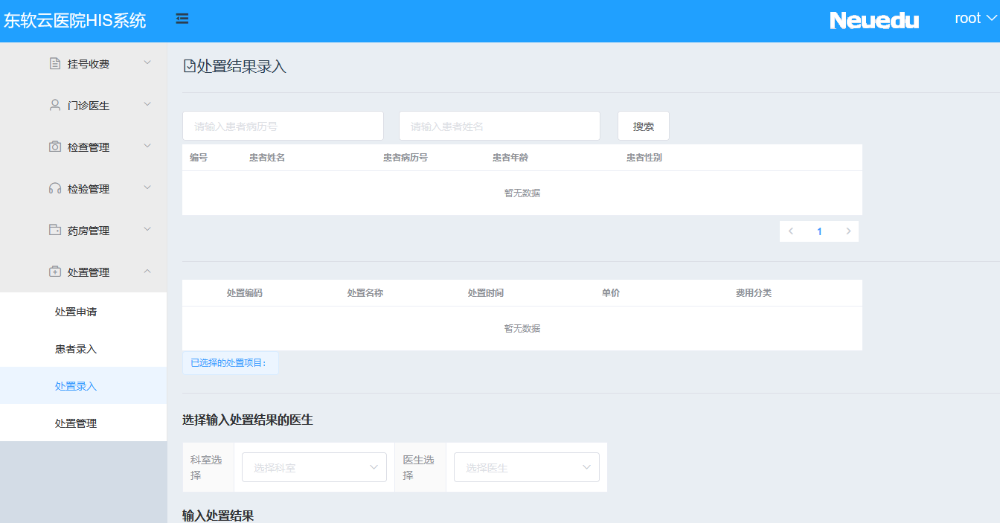 东软云医院HIS系统
Neuedu
root
挂号收费
门诊医生
检查管理
检验管理
药房管理
处置管理
处置申请
患者录入
处置录入
处置管理
处置结果录入
请输入患者病历号
请输入患者姓名
搜索
编号 患者姓名 患者病历号 患者年龄 患者性别
暂无数据
1
处置编码 处置名称 处置时间 单价 费用分类
暂无数据
已选择的处置项目：
选择输入处置结果的医生
科室选
择
选择科室
医生选
择
选择医生
输入处置结果